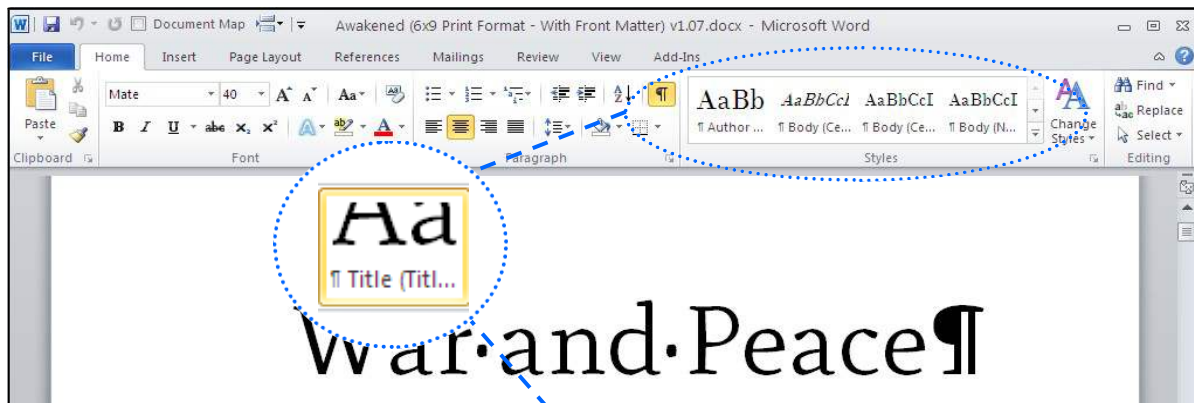 Document Map
Awakened (6x9 Print Format - With Front Matter) v1.07.docx - Microsoft Word
File Home Insert Page Layout References Mailings Review View Add-Ins
Paste
Mate 40 A A Aa
B I U abe x₂ x² A ab A
AaBb AaBbCcI AaBbCcI AaBbCcI
¶ Author ... ¶ Body (Ce... ¶ Body (Ce... ¶ Body (N...
Change
Styles
Find
Replace
Select
Clipboard Font Paragraph Styles Editing
Aa
¶ Title (Titl...
War·and·Peace¶